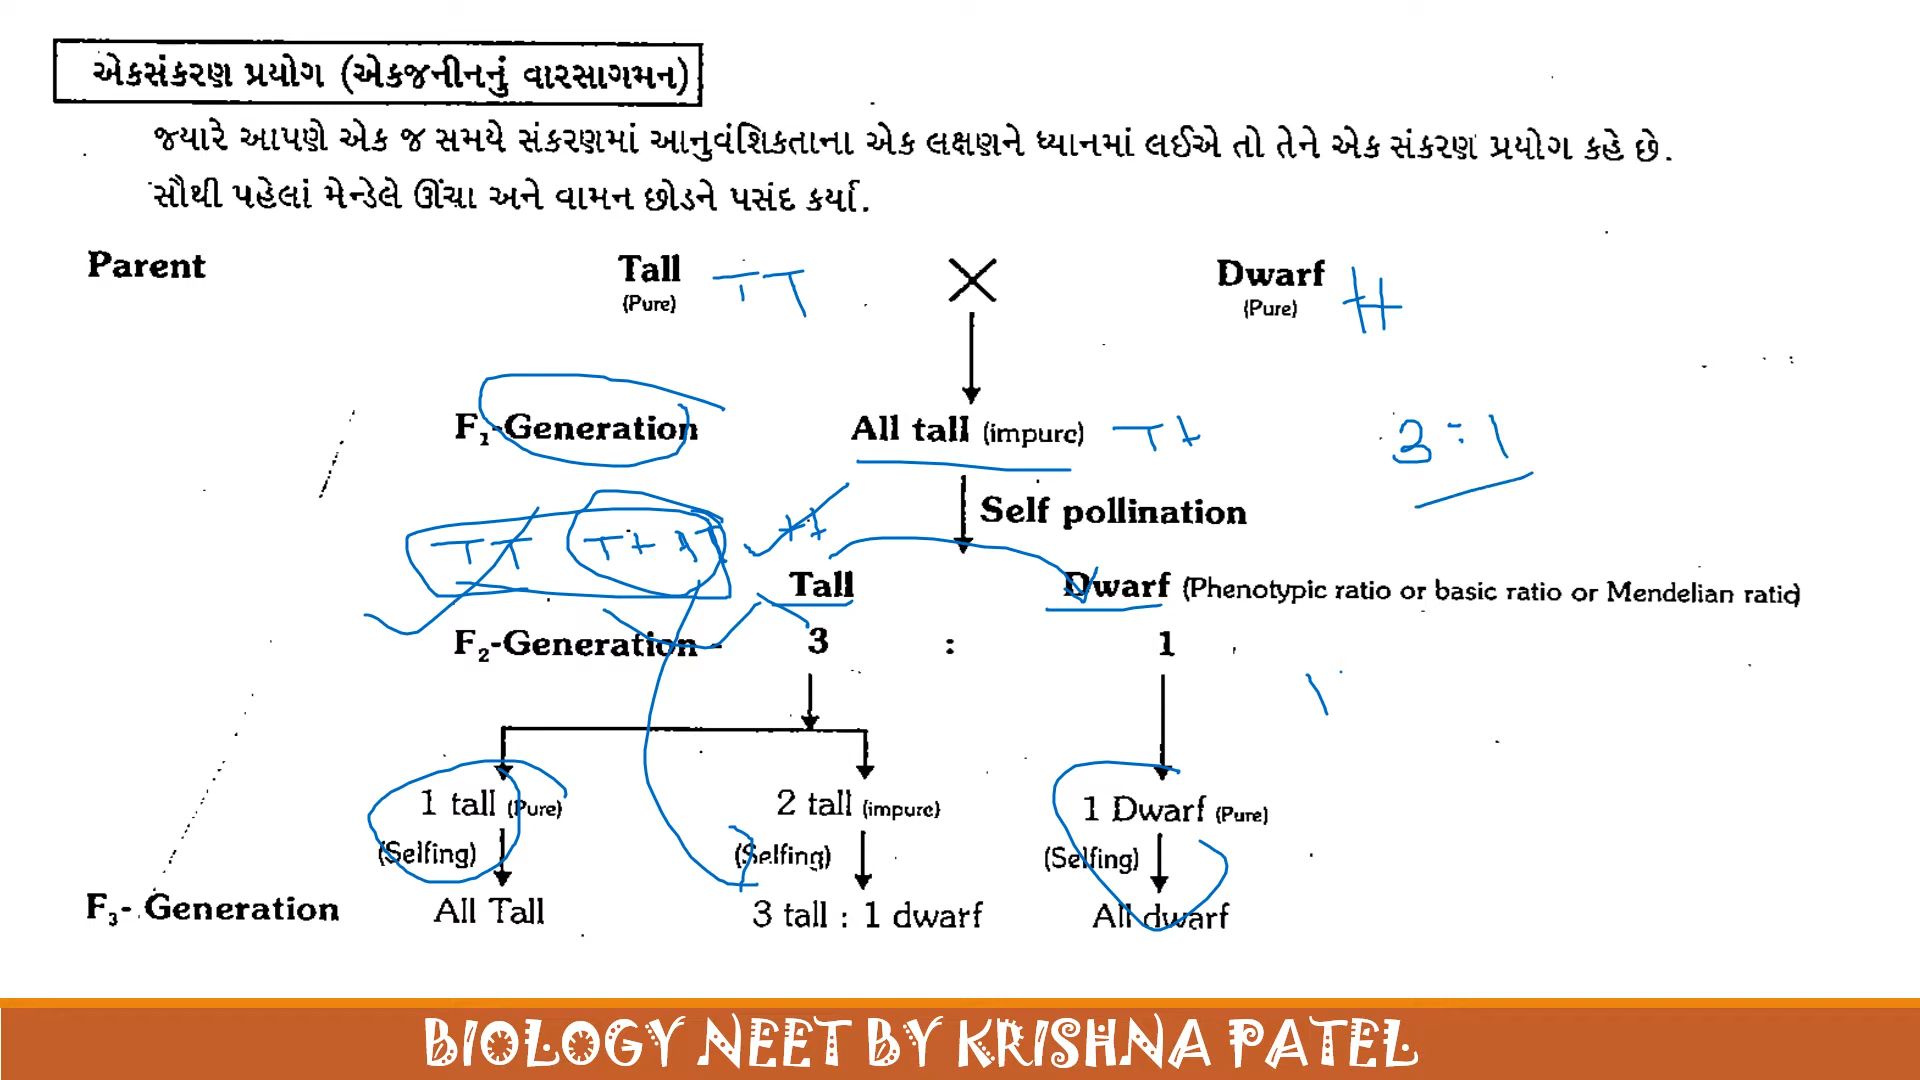 એકસંકરણ પ્રયોગ (એકજનીનનું વારસાગમન)
જ્યારે આપણે એક જ સમયે સંકરણમાં આનુવંશિકતાના એક લક્ષણને ધ્યાનમાં લઈએ તો તેને એક સંકરણ પ્રયોગ કહે છે.
સૌથી પહેલાં મેન્ડેલે ઊંચા અને વામન છોડને પસંદ કર્યા.
Parent Tall TT Dwarf tt
(Pure) (Pure)
F1-Generation All tall (impure) Tt 3 : 1
Self pollination
TT Tt tT tt
Tall Dwarf (Phenotypic ratio or basic ratio or Mendelian ratio)
F2-Generation - 3 : 1
1 tall (Pure) 2 tall (impure) 1 Dwarf (Pure)
(Selfing) (Selfing) (Selfing)
F3- Generation All Tall 3 tall : 1 dwarf All dwarf
BIOLOGY NEET BY KRISHNA PATEL